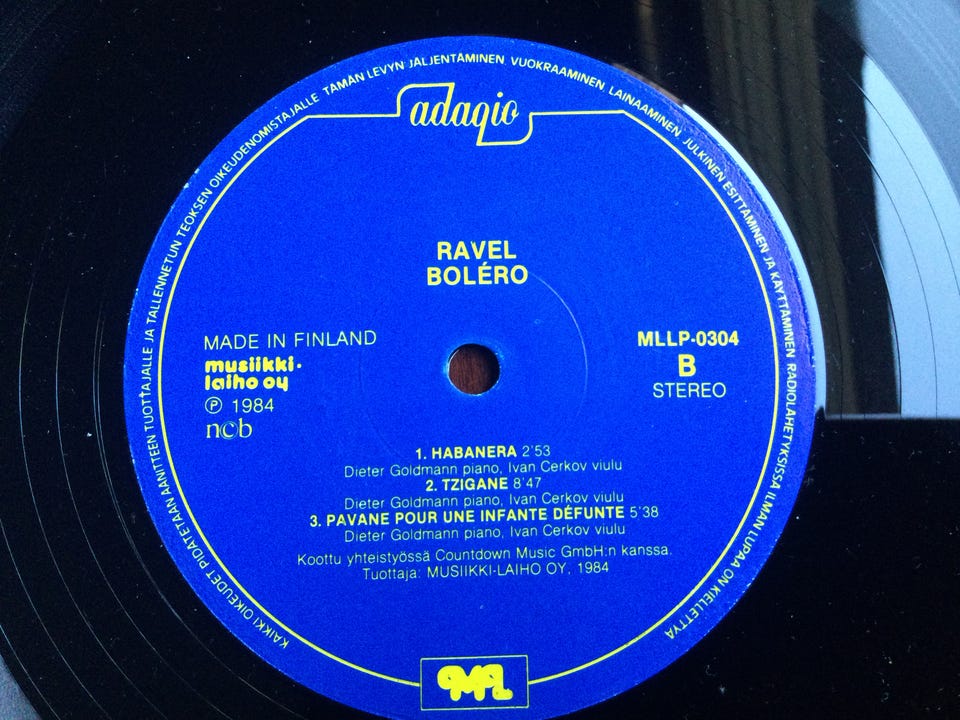 KAIKKI OIKEUDET PIDÄTETÄÄN ÄÄNITTEEN TUOTTAJALLE JA TALLENNETUN TEOKSEN OIKEUDENOMISTAJALLE TÄMÄN LEVYN JÄLJENTÄMINEN, VUOKRAAMINEN, LAINAAMINEN, JULKINEN ESITTÄMINEN JA KÄYTTÄMINEN RADIOLÄHETYKSISSÄ ILMAN LUPAA ON KIELLETTYÄ
adagio
RAVEL
BOLÉRO
MADE IN FINLAND
musiikki-
laiho oy
℗ 1984
ncb
MLLP-0304
B
STEREO
1. HABANERA 2'53
Dieter Goldmann piano, Ivan Cerkov viulu
2. TZIGANE 8'47
Dieter Goldmann piano, Ivan Cerkov viulu
3. PAVANE POUR UNE INFANTE DÉFUNTE 5'38
Dieter Goldmann piano, Ivan Cerkov viulu
Koottu yhteistyössä Countdown Music GmbH:n kanssa.
Tuottaja: MUSIIKKI-LAIHO OY, 1984